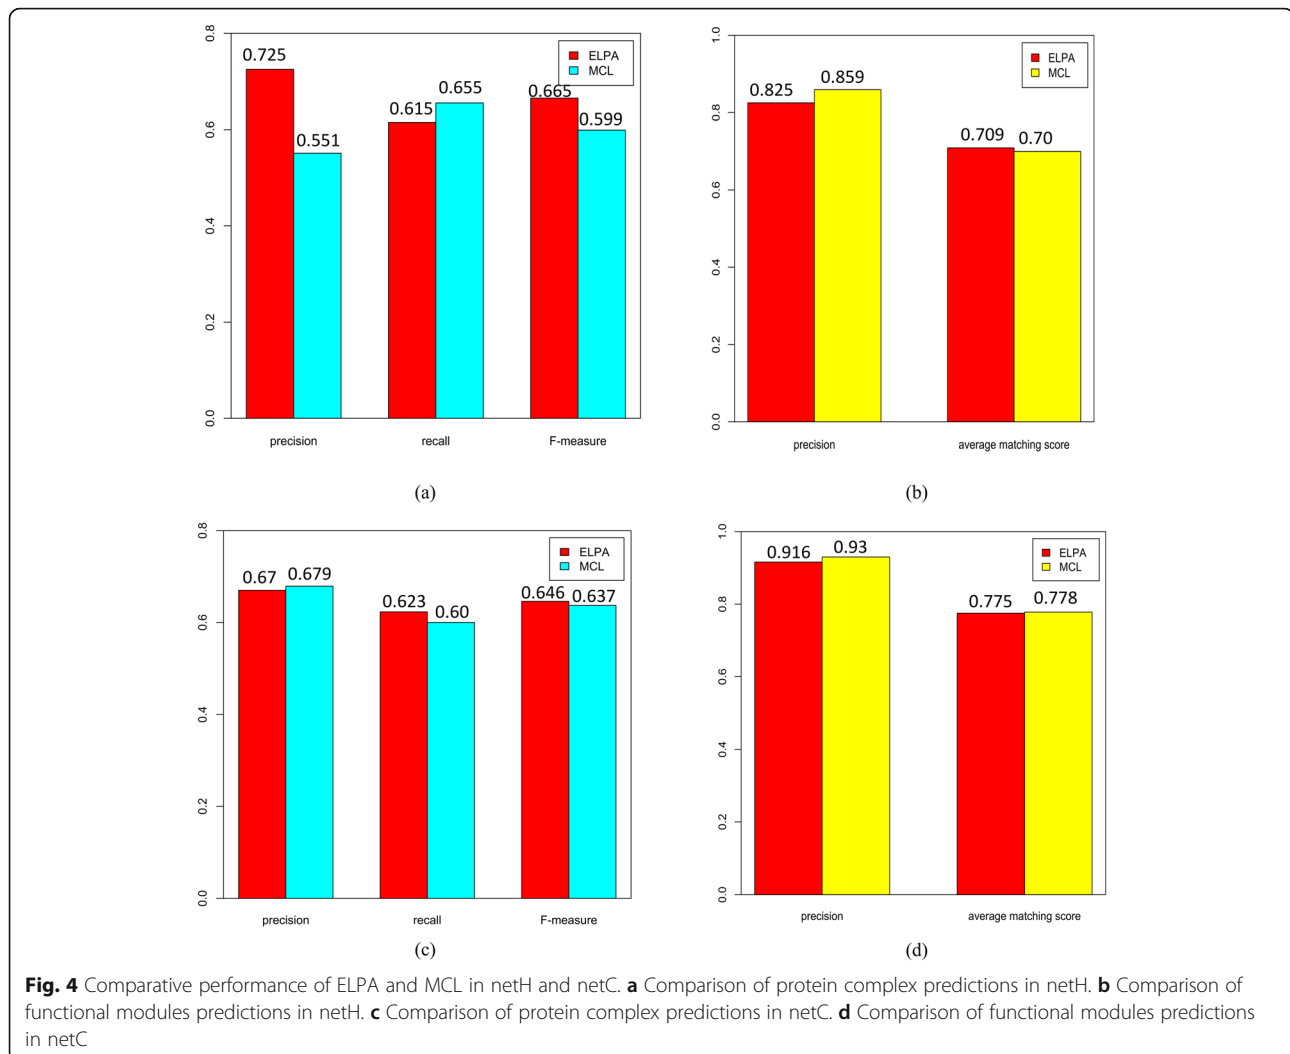 0.8
0.6
0.4
0.2
0.0
0.725
0.551
0.615
0.655
0.665
0.599
ELPA
MCL
precision
recall
F-measure
(a)
1.0
0.8
0.6
0.4
0.2
0.0
0.825
0.859
0.709
0.70
ELPA
MCL
precision
average matching score
(b)
0.8
0.6
0.4
0.2
0.0
0.67
0.679
0.623
0.60
0.646
0.637
ELPA
MCL
precision
recall
F-measure
(c)
1.0
0.8
0.6
0.4
0.2
0.0
0.916
0.93
0.775
0.778
ELPA
MCL
precision
average matching score
(d)
Fig. 4 Comparative performance of ELPA and MCL in netH and netC. a Comparison of protein complex predictions in netH. b Comparison of
functional modules predictions in netH. c Comparison of protein complex predictions in netC. d Comparison of functional modules predictions
in netC